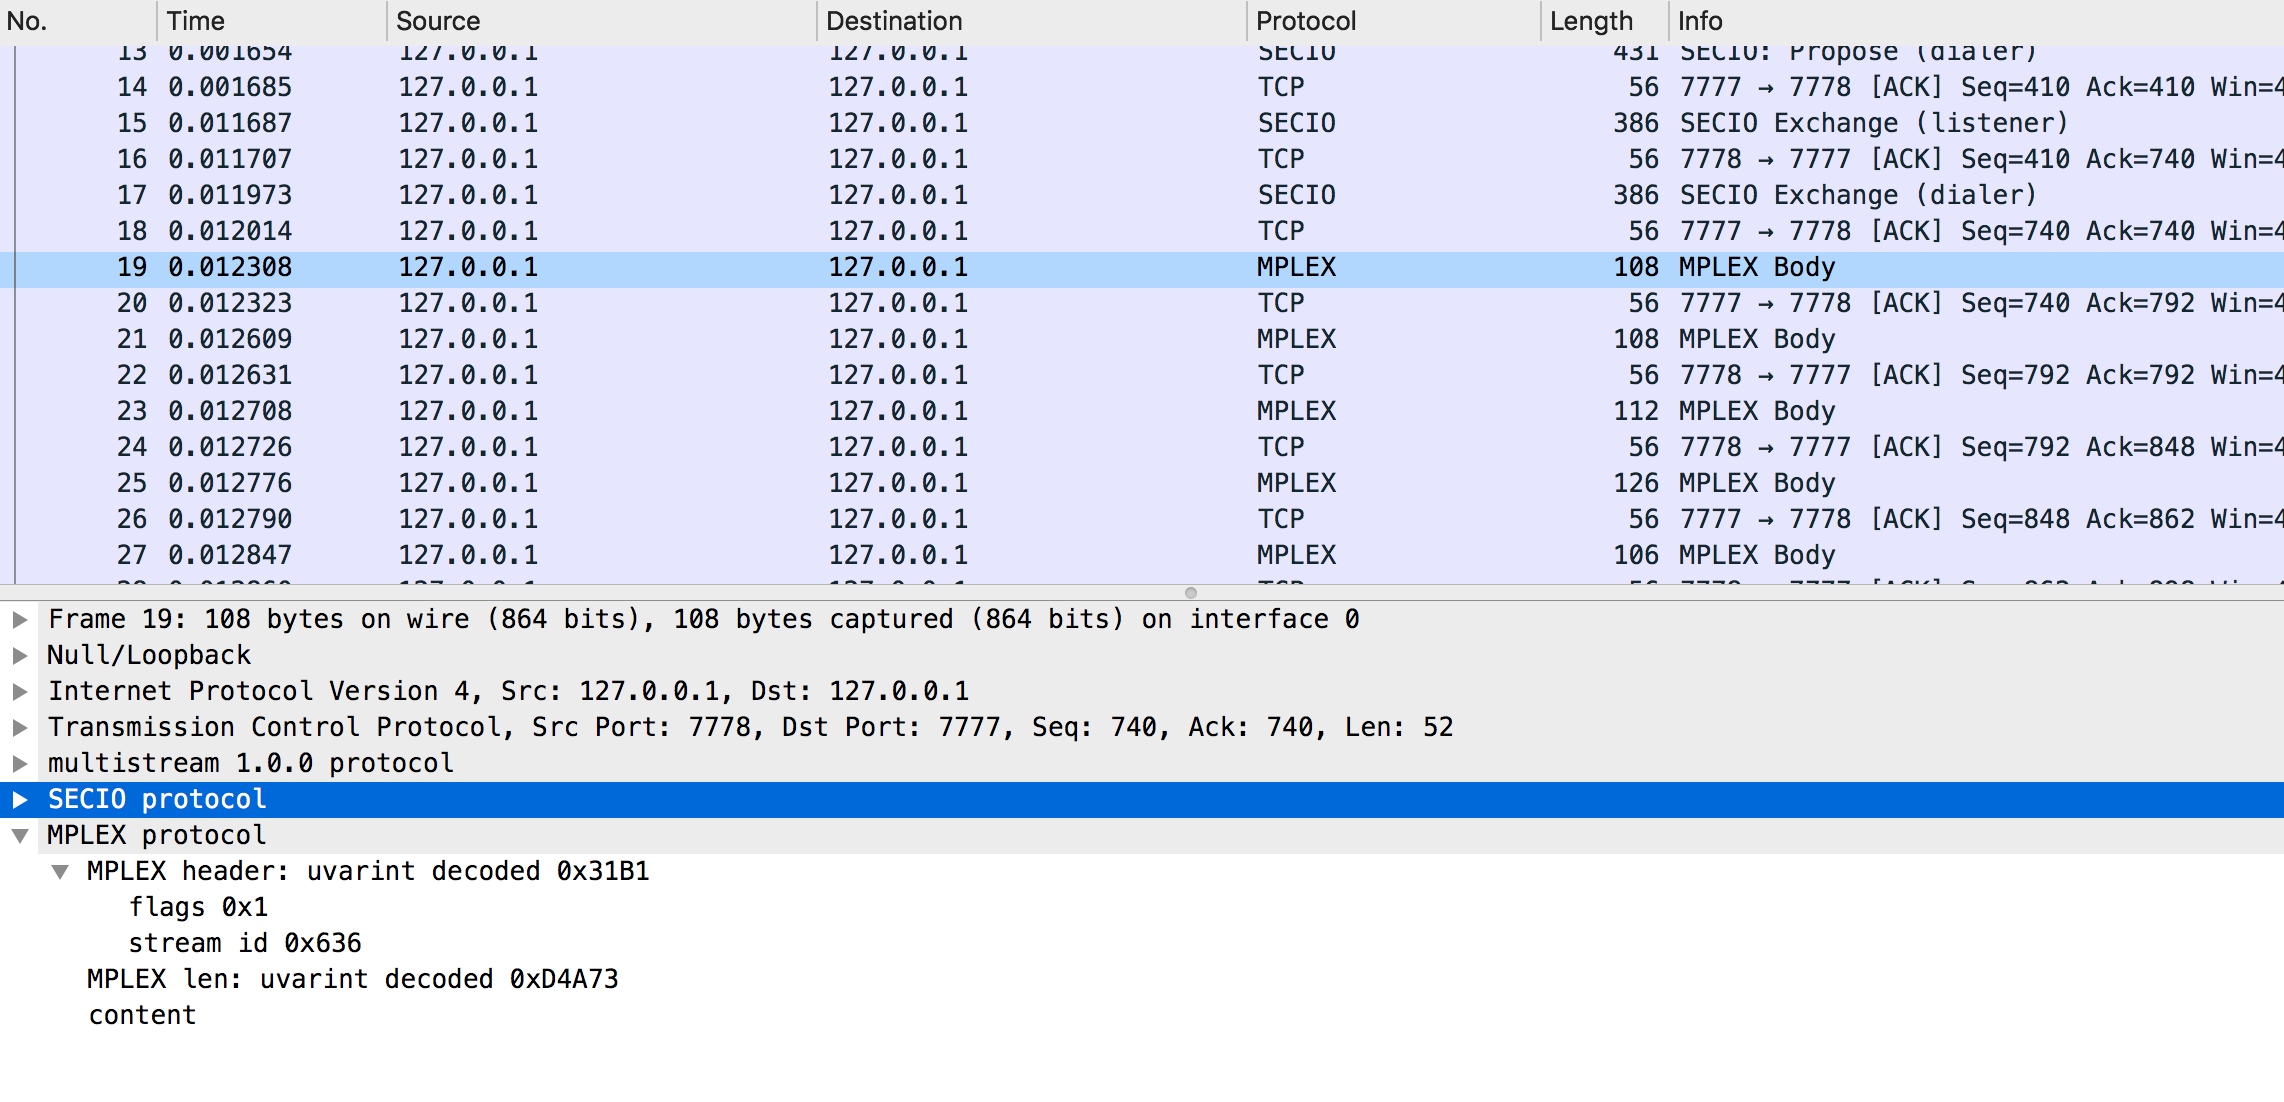 No. Time Source Destination Protocol Length Info
13 0.001654 127.0.0.1 127.0.0.1 SECIO 431 SECIO: Propose (dialer)
14 0.001685 127.0.0.1 127.0.0.1 TCP 56 7777 → 7778 [ACK] Seq=410 Ack=410 Win=4
15 0.011687 127.0.0.1 127.0.0.1 SECIO 386 SECIO Exchange (listener)
16 0.011707 127.0.0.1 127.0.0.1 TCP 56 7778 → 7777 [ACK] Seq=410 Ack=740 Win=4
17 0.011973 127.0.0.1 127.0.0.1 SECIO 386 SECIO Exchange (dialer)
18 0.012014 127.0.0.1 127.0.0.1 TCP 56 7777 → 7778 [ACK] Seq=740 Ack=740 Win=4
19 0.012308 127.0.0.1 127.0.0.1 MPLEX 108 MPLEX Body
20 0.012323 127.0.0.1 127.0.0.1 TCP 56 7777 → 7778 [ACK] Seq=740 Ack=792 Win=4
21 0.012609 127.0.0.1 127.0.0.1 MPLEX 108 MPLEX Body
22 0.012631 127.0.0.1 127.0.0.1 TCP 56 7778 → 7777 [ACK] Seq=792 Ack=792 Win=4
23 0.012708 127.0.0.1 127.0.0.1 MPLEX 112 MPLEX Body
24 0.012726 127.0.0.1 127.0.0.1 TCP 56 7778 → 7777 [ACK] Seq=792 Ack=848 Win=4
25 0.012776 127.0.0.1 127.0.0.1 MPLEX 126 MPLEX Body
26 0.012790 127.0.0.1 127.0.0.1 TCP 56 7777 → 7778 [ACK] Seq=848 Ack=862 Win=4
27 0.012847 127.0.0.1 127.0.0.1 MPLEX 106 MPLEX Body
Frame 19: 108 bytes on wire (864 bits), 108 bytes captured (864 bits) on interface 0
Null/Loopback
Internet Protocol Version 4, Src: 127.0.0.1, Dst: 127.0.0.1
Transmission Control Protocol, Src Port: 7778, Dst Port: 7777, Seq: 740, Ack: 740, Len: 52
multistream 1.0.0 protocol
SECIO protocol
MPLEX protocol
MPLEX header: uvarint decoded 0x31B1
flags 0x1
stream id 0x636
MPLEX len: uvarint decoded 0xD4A73
content